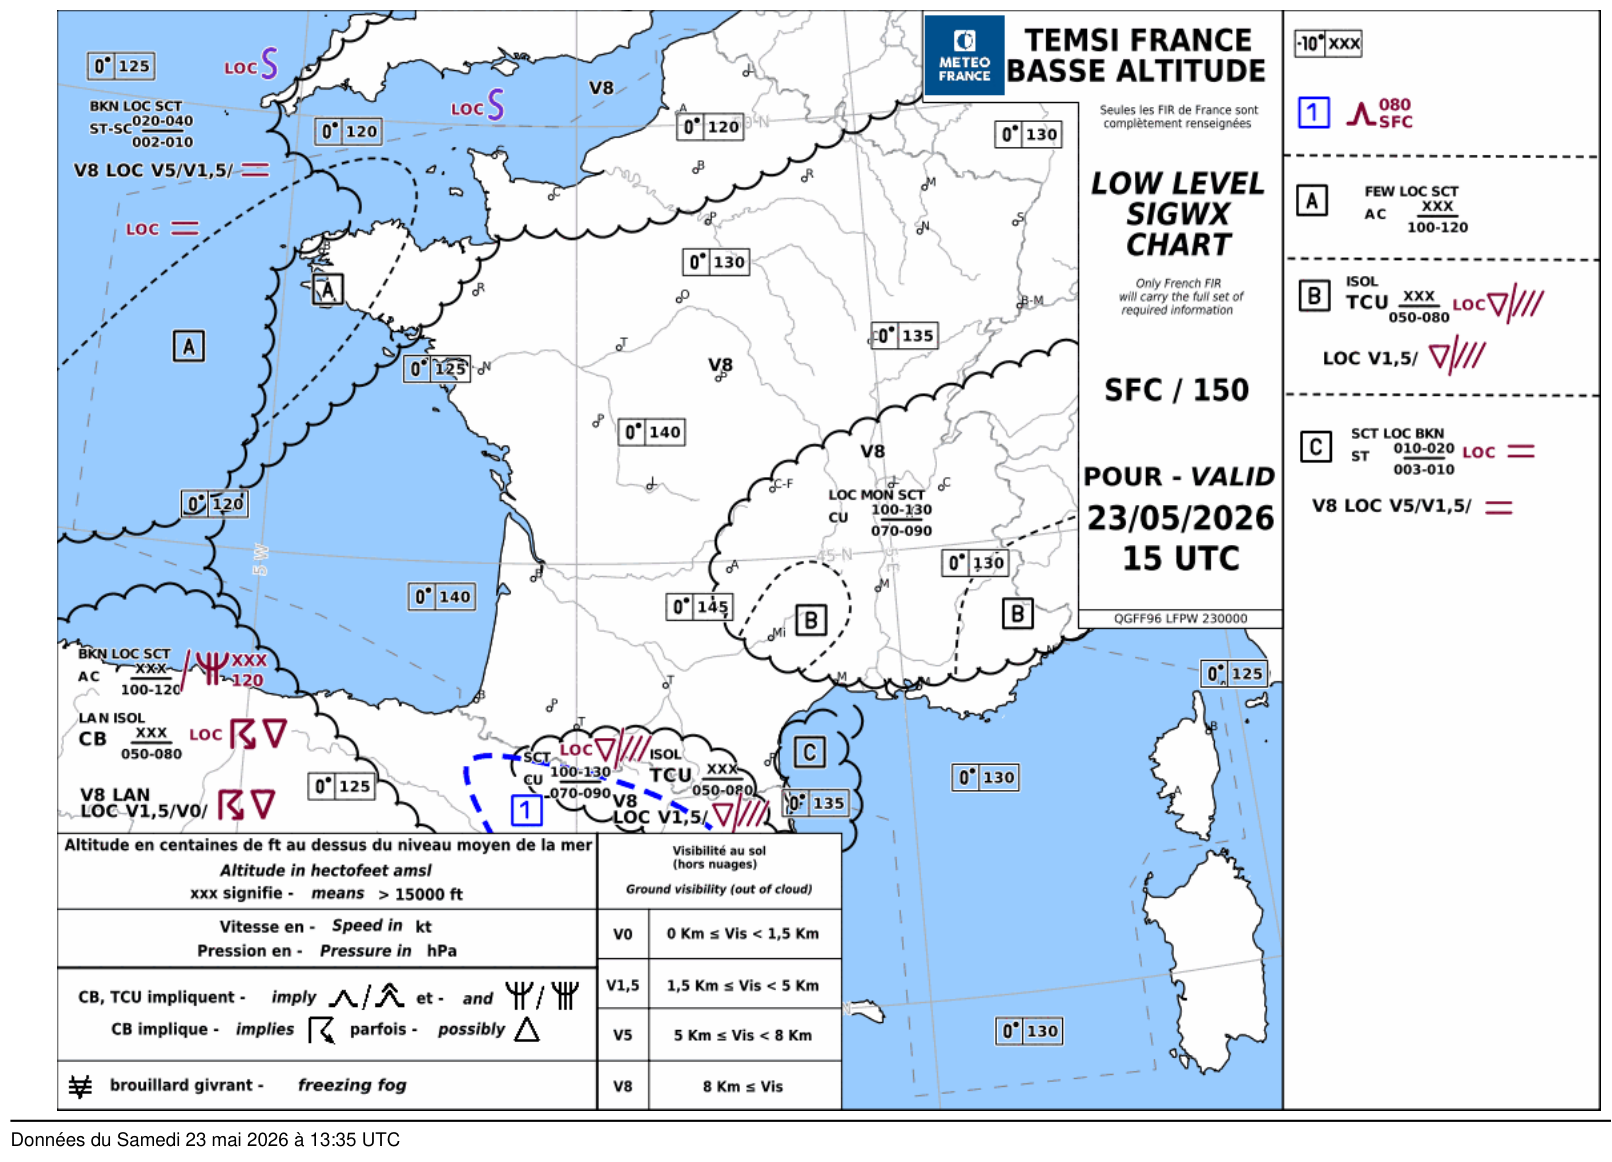 METEO
FRANCE
TEMSI FRANCE
BASSE ALTITUDE
Seules les FIR de France sont
complètement renseignées
LOW LEVEL
SIGWX
CHART
Only French FIR
will carry the full set of
required information
SFC / 150
POUR - VALID
23/05/2026
15 UTC
QGFF96 LFPW 230000
-10° XXX
1
080
SFC
A
FEW LOC SCT
AC
XXX
100-120
B
ISOL
TCU
XXX
050-080
LOC
LOC V1,5/
C
SCT LOC BKN
ST
010-020
003-010
LOC
V8 LOC V5/V1,5/
0° 125
LOC
BKN LOC SCT
ST-SC
020-040
002-010
V8 LOC V5/V1,5/
LOC
0° 120
LOC
V8
L
A
0° 120
50°N
0° 130
C
C
B
R
M
P
S
N
B
A
R
0° 130
O
B-M
A
T
C
0° 135
0° 125
N
V8
B
P
0° 140
V8
L
C-F
L
C
LOC MON SCT
CU
100-130
070-090
0° 120
5 W
45 N
5 E
B
A
0° 130
M
0° 140
0° 145
B
B
Mi
N
BKN LOC SCT
AC
XXX
100-120
XXX
120
B
P
T
T
M
M
0° 125
LAN ISOL
CB
XXX
050-080
LOC
V8 LAN
LOC V1,5/V0/
0° 125
SCT
CU
LOC
100-130
070-090
ISOL
TCU
XXX
050-080
1
V8
LOC V1,5/
P
C
0° 135
0° 130
B
A
0° 130
Altitude en centaines de ft au dessus du niveau moyen de la mer
Altitude in hectofeet amsl
xxx signifie - means > 15000 ft
Vitesse en - Speed in kt
Pression en - Pressure in hPa
CB, TCU impliquent - imply / et - and /
CB implique - implies parfois - possibly
brouillard givrant - freezing fog
Visibilité au sol
(hors nuages)
Ground visibility (out of cloud)
V0 0 Km ≤ Vis < 1,5 Km
V1,5 1,5 Km ≤ Vis < 5 Km
V5 5 Km ≤ Vis < 8 Km
V8 8 Km ≤ Vis
Données du Samedi 23 mai 2026 à 13:35 UTC